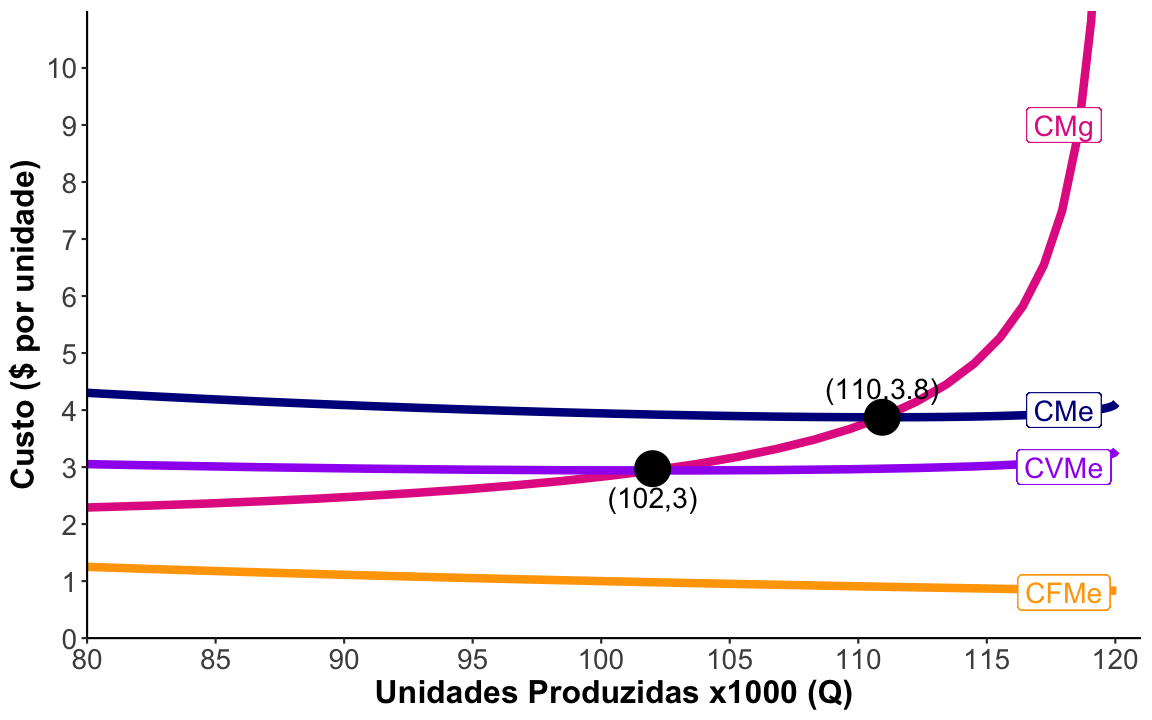 Custo ($ por unidade)
10
9
8
7
6
5
4
3
2
1
0
CMg
(110,3.8)
CMe
CVMe
(102,3)
CFMe
80 85 90 95 100 105 110 115 120
Unidades Produzidas x1000 (Q)